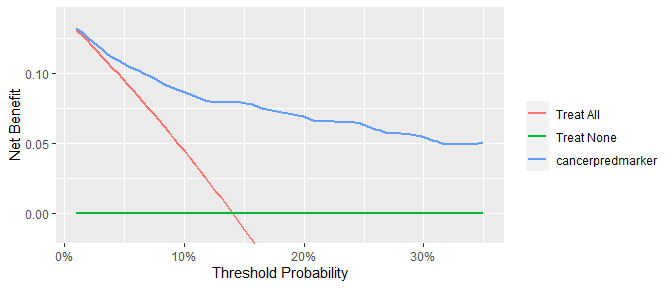 Net Benefit
0.10
0.05
0.00
0%
10%
20%
30%
Threshold Probability
Treat All
Treat None
cancerpredmarker